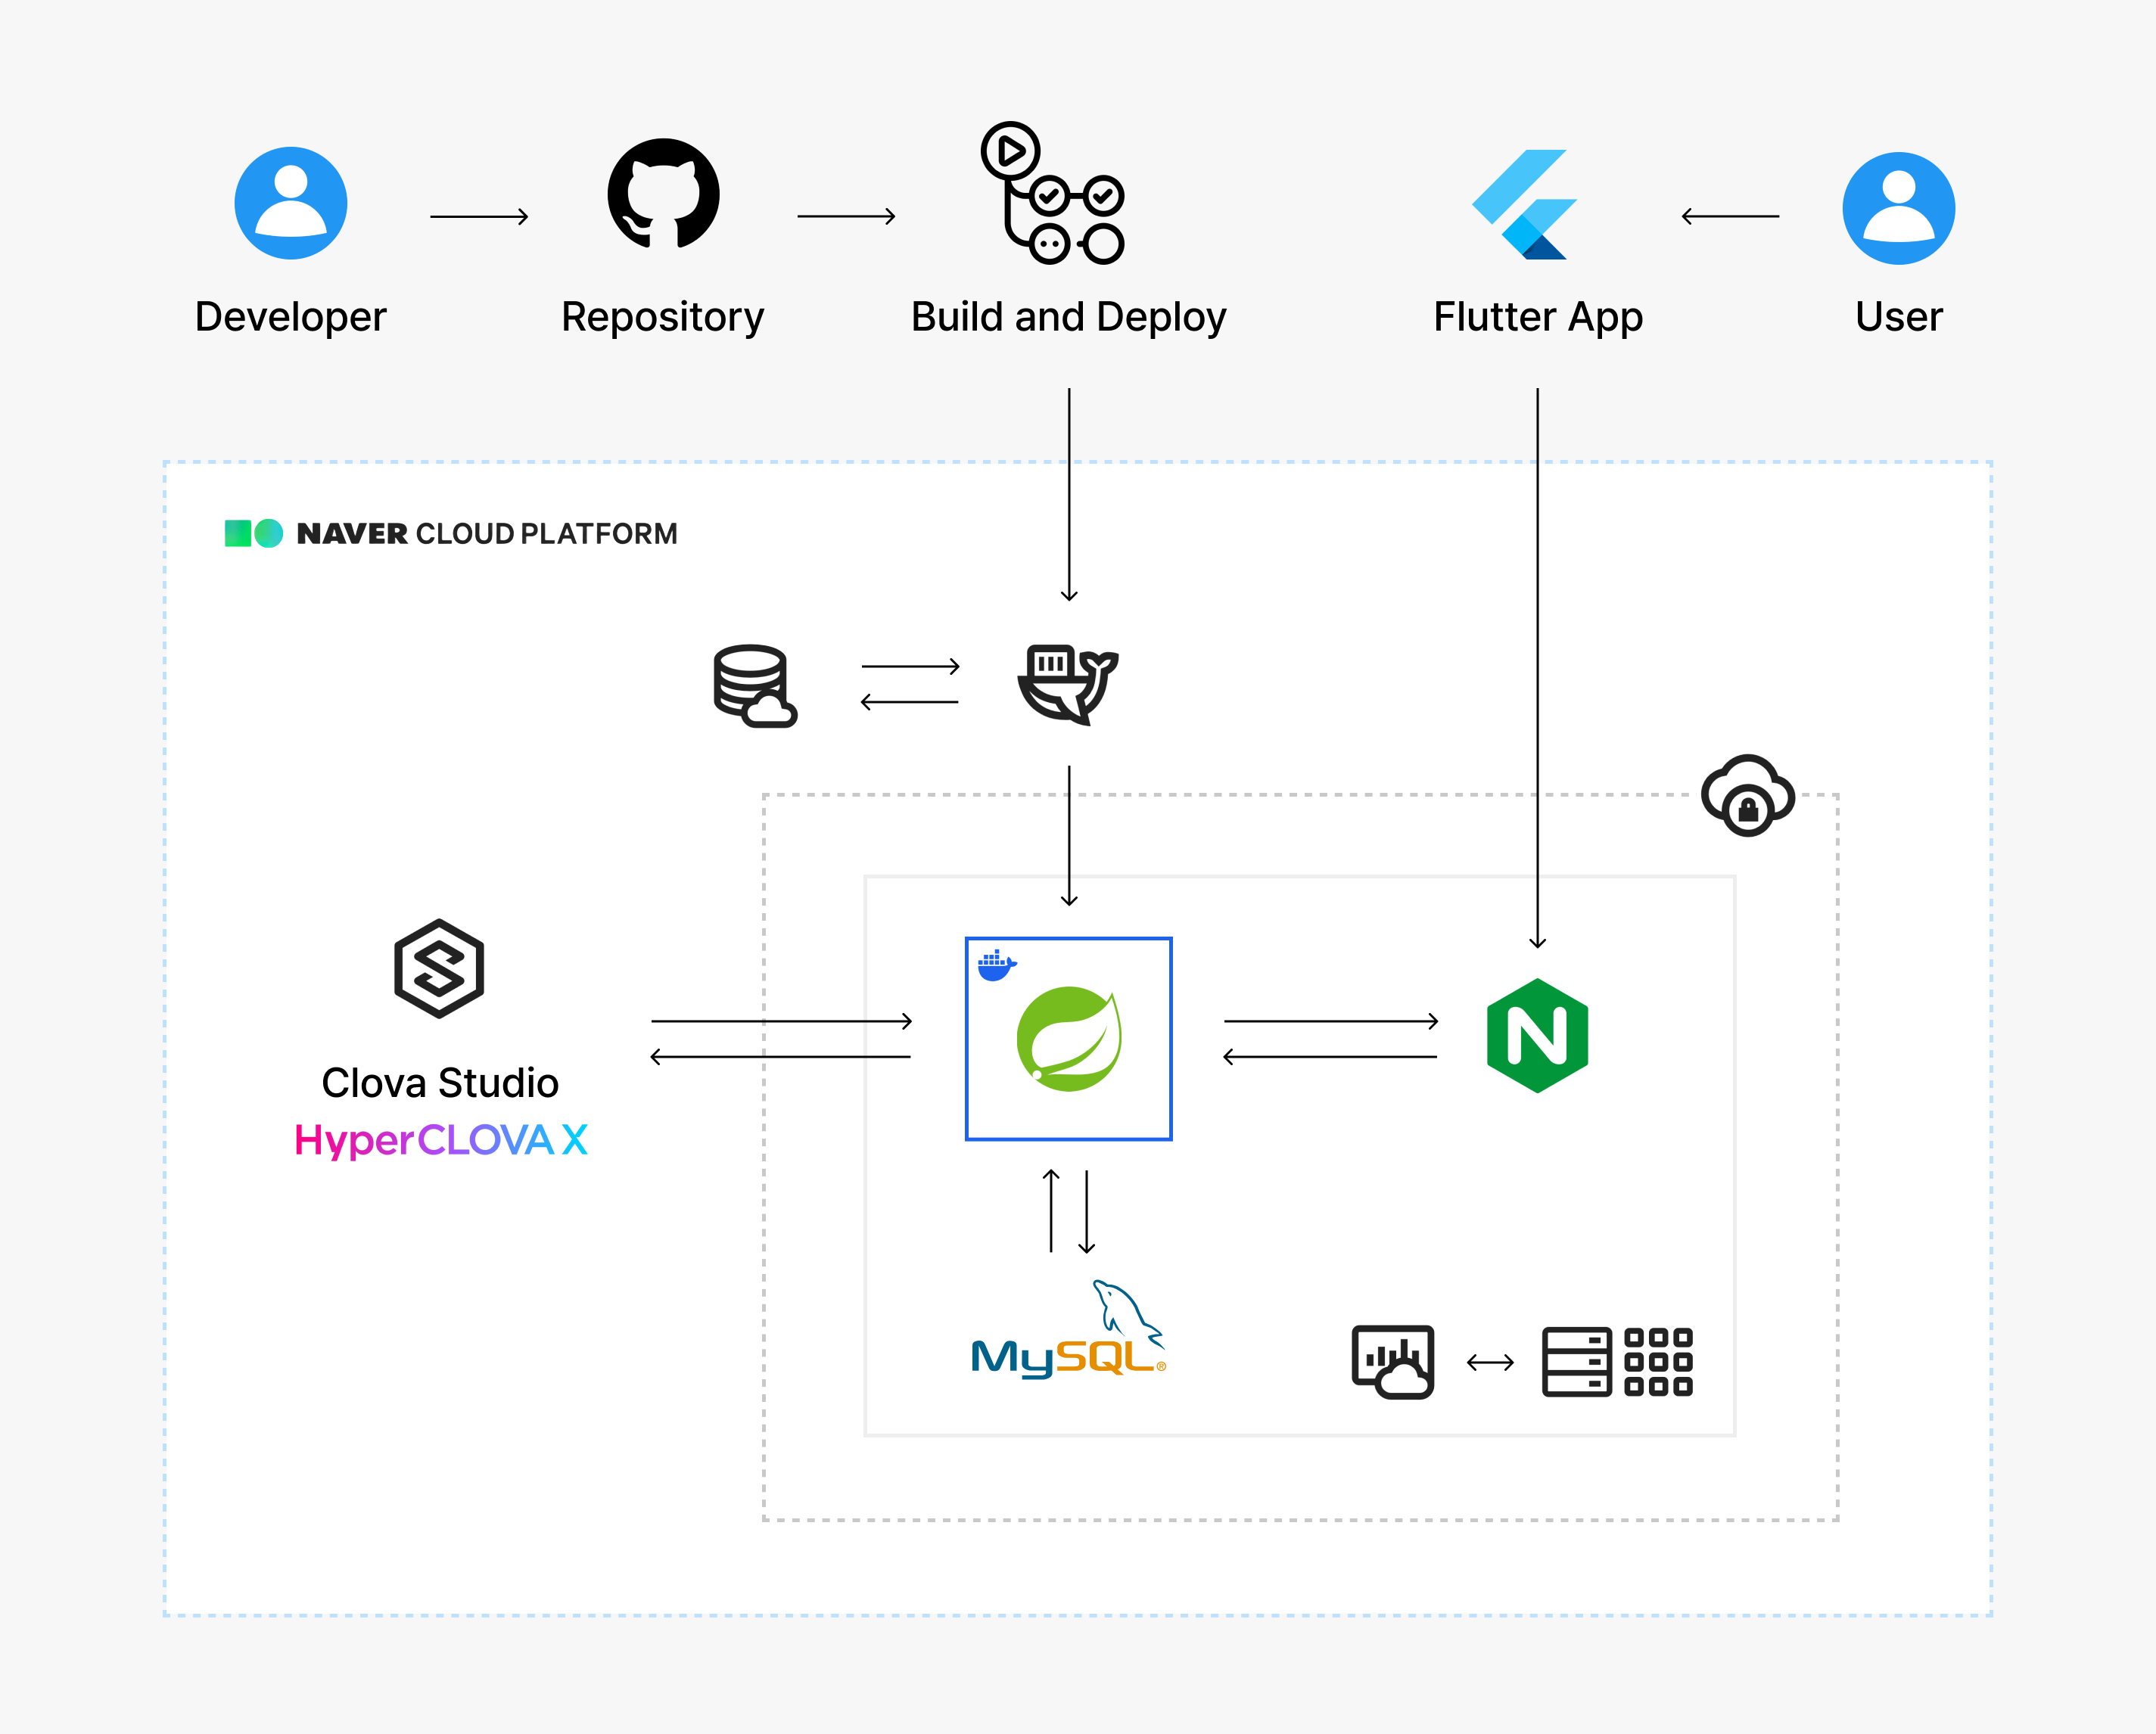 Developer
Repository
Build and Deploy
Flutter App
User
NAVER CLOUD PLATFORM
Clova Studio
HyperCLOVA X
MySQL®